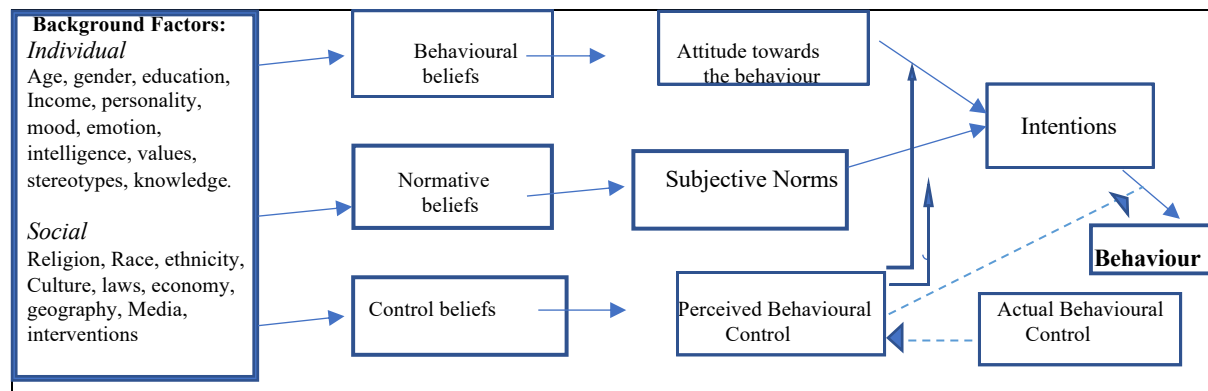 Background Factors:
Individual
Age, gender, education,
Income, personality,
mood, emotion,
intelligence, values,
stereotypes, knowledge.
Social
Religion, Race, ethnicity,
Culture, laws, economy,
geography, Media,
interventions
Behavioural
beliefs
Normative
beliefs
Control beliefs
Attitude towards
the behaviour
Subjective Norms
Perceived Behavioural
Control
Intentions
Behaviour
Actual Behavioural
Control